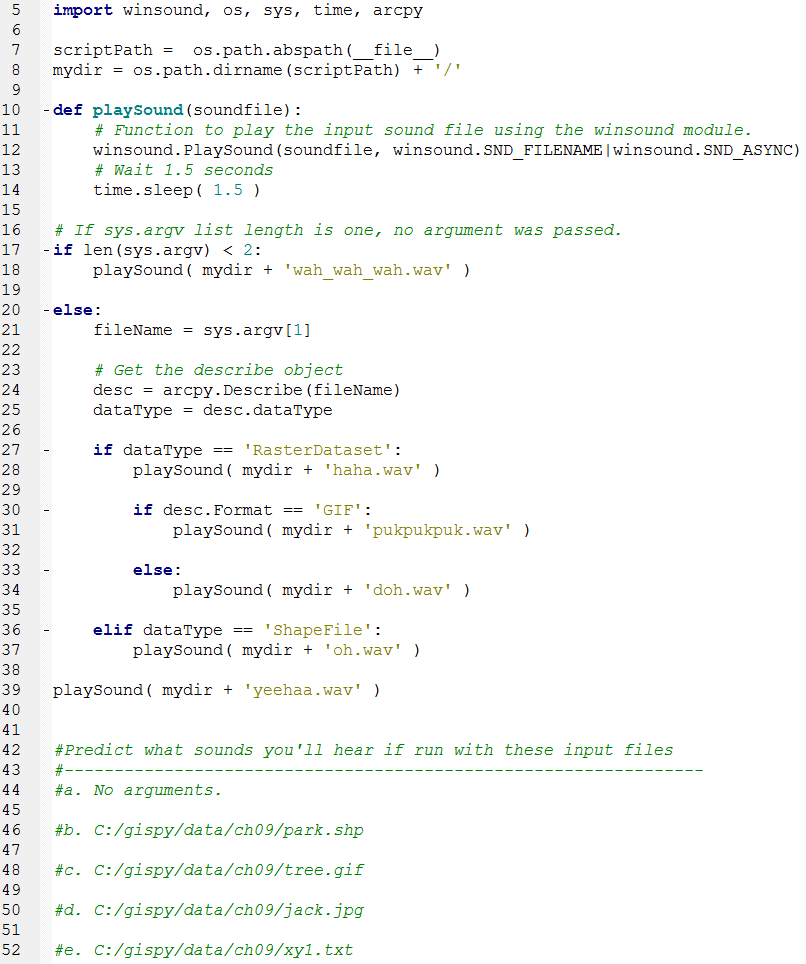 5 import winsound, os, sys, time, arcpy
6
7 scriptPath =  os.path.abspath(__file__)
8 mydir = os.path.dirname(scriptPath) + '/'
9
10 -def playSound(soundfile):
11     # Function to play the input sound file using the winsound module.
12     winsound.PlaySound(soundfile, winsound.SND_FILENAME|winsound.SND_ASYNC)
13     # Wait 1.5 seconds
14     time.sleep( 1.5 )
15
16 # If sys.argv list length is one, no argument was passed.
17 -if len(sys.argv) < 2:
18     playSound( mydir + 'wah_wah_wah.wav' )
19
20 -else:
21     fileName = sys.argv[1]
22
23     # Get the describe object
24     desc = arcpy.Describe(fileName)
25     dataType = desc.dataType
26
27 -    if dataType == 'RasterDataset':
28         playSound( mydir + 'haha.wav' )
29
30 -        if desc.Format == 'GIF':
31             playSound( mydir + 'pukpukpuk.wav' )
32
33 -        else:
34             playSound( mydir + 'doh.wav' )
35
36 -    elif dataType == 'ShapeFile':
37         playSound( mydir + 'oh.wav' )
38
39 playSound( mydir + 'yeehaa.wav' )
40
41
42 #Predict what sounds you'll hear if run with these input files
43 #----------------------------------------------------------------
44 #a. No arguments.
45
46 #b. C:/gispy/data/ch09/park.shp
47
48 #c. C:/gispy/data/ch09/tree.gif
49
50 #d. C:/gispy/data/ch09/jack.jpg
51
52 #e. C:/gispy/data/ch09/xy1.txt